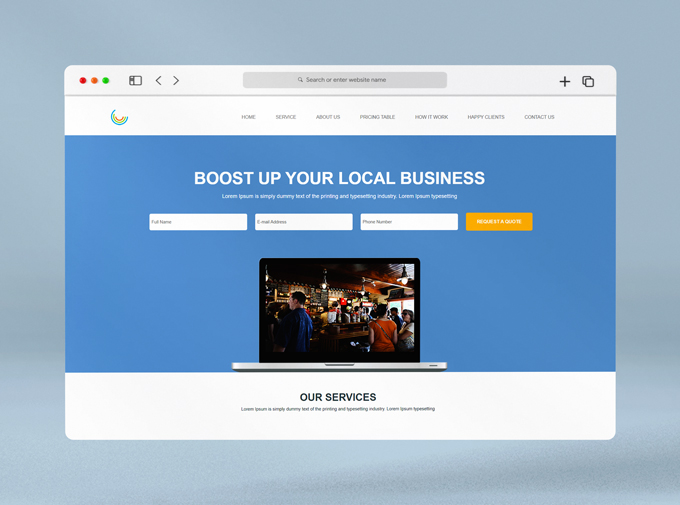 Search or enter website name
HOME SERVICE ABOUT US PRICING TABLE HOW IT WORK HAPPY CLIENTS CONTACT US
BOOST UP YOUR LOCAL BUSINESS
Lorem Ipsum is simply dummy text of the printing and typesetting industry. Lorem Ipsum typesetting
Full Name E-mail Address Phone Number REQUEST A QUOTE
OUR SERVICES
Lorem Ipsum is simply dummy text of the printing and typesetting industry. Lorem Ipsum typesetting